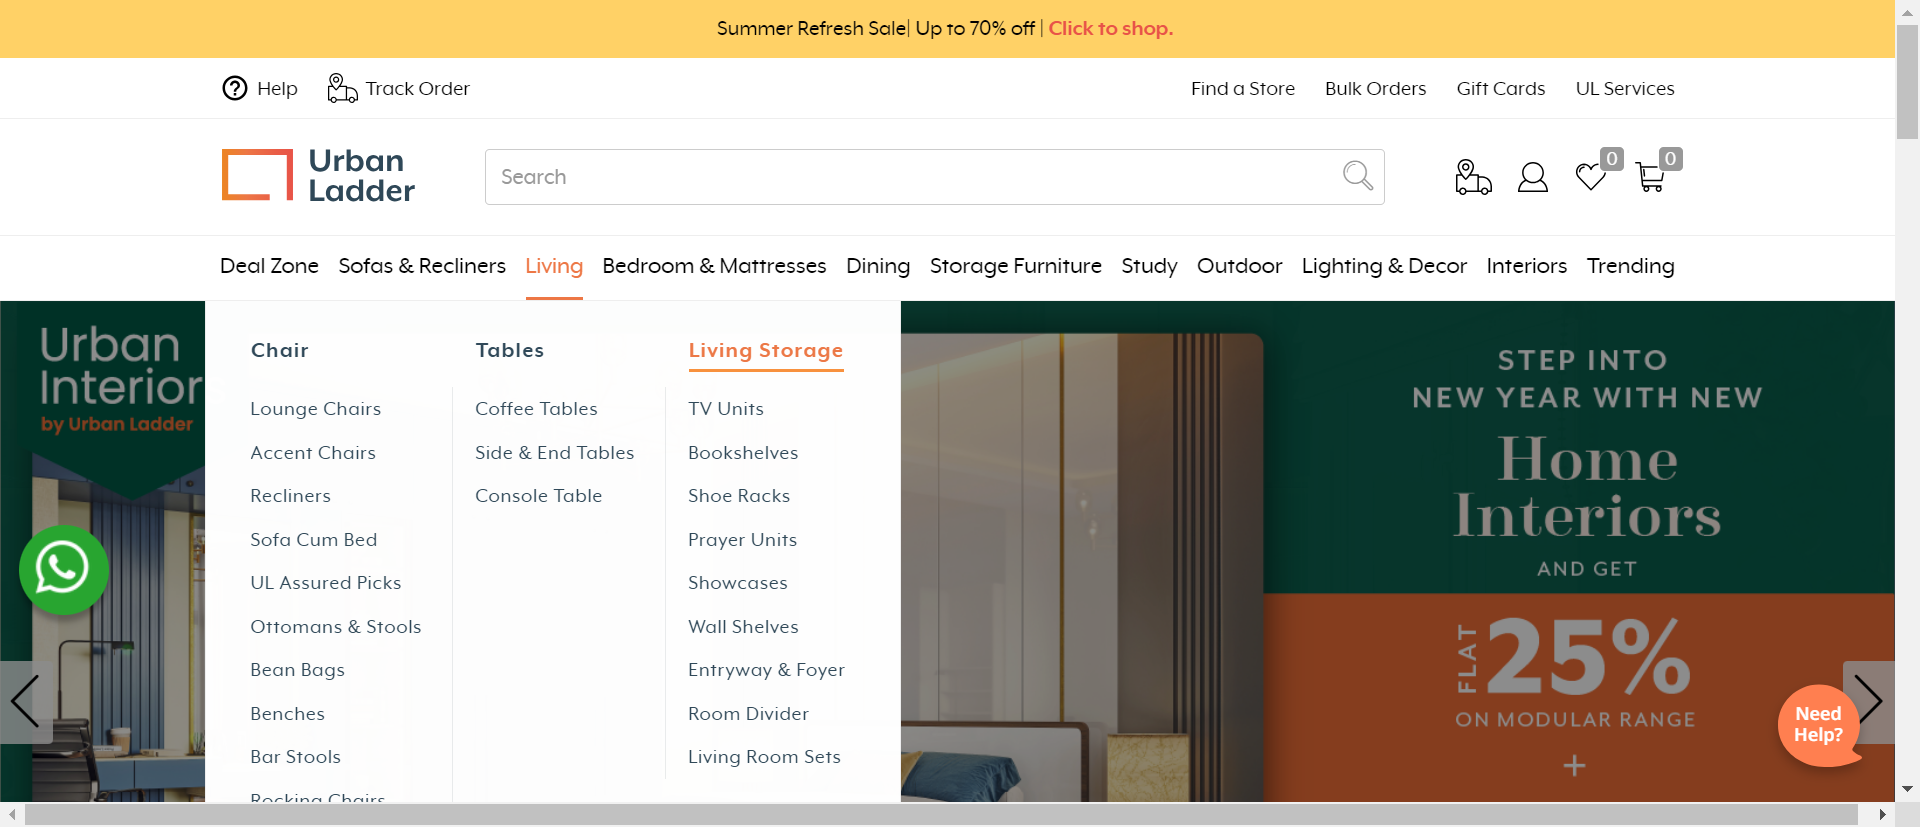 Summer Refresh Sale| Up to 70% off | Click to shop.
Help
Track Order
Find a Store
Bulk Orders
Gift Cards
UL Services
Urban
Ladder
Search
0
0
Deal Zone
Sofas & Recliners
Living
Bedroom & Mattresses
Dining
Storage Furniture
Study
Outdoor
Lighting & Decor
Interiors
Trending
Urban
Interior
by Urban Ladder
Chair
Lounge Chairs
Accent Chairs
Recliners
Sofa Cum Bed
UL Assured Picks
Ottomans & Stools
Bean Bags
Benches
Bar Stools
Rocking Chairs
Tables
Coffee Tables
Side & End Tables
Console Table
Living Storage
TV Units
Bookshelves
Shoe Racks
Prayer Units
Showcases
Wall Shelves
Entryway & Foyer
Room Divider
Living Room Sets
STEP INTO
NEW YEAR WITH NEW
Home
Interiors
AND GET
FLAT 25%
ON MODULAR RANGE
+
Need
Help?